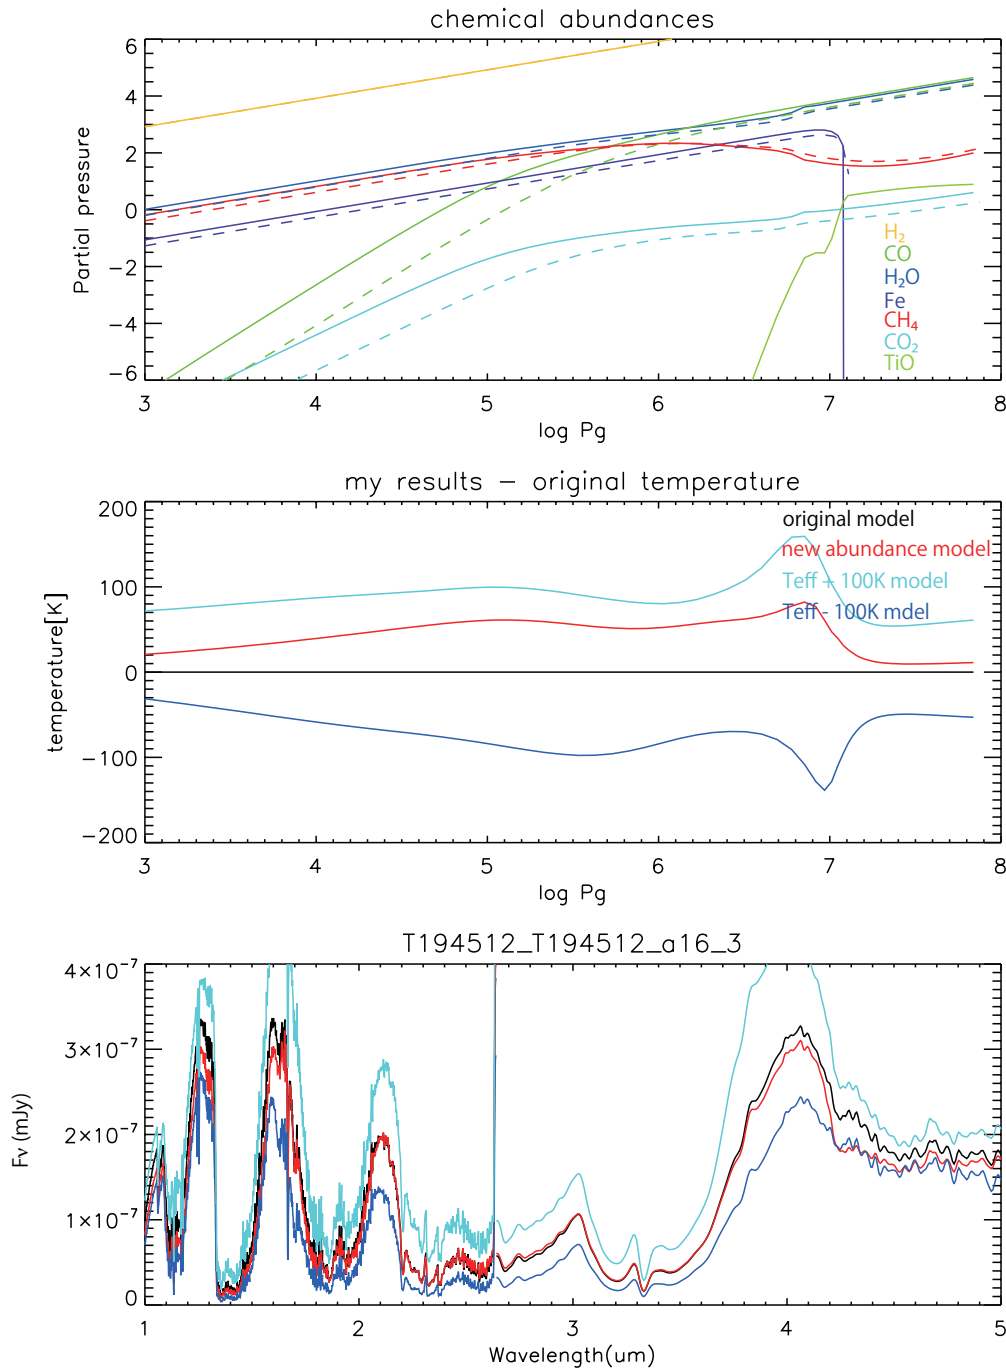 chemical abundances
6
4
2
0
−2
−4
−6
Partial pressure
H₂
CO
H₂O
Fe
CH₄
CO₂
TiO
3 4 5 6 7 8
log Pg
my results − original temperature
200
100
0
−100
−200
temperature[K]
original model
new abundance model
Teff + 100K model
Teff - 100K mdel
3 4 5 6 7 8
log Pg
T194512_T194512_a16_3
4×10⁻⁷
3×10⁻⁷
2×10⁻⁷
1×10⁻⁷
0
Fν (mJy)
1 2 3 4 5
Wavelength(um)